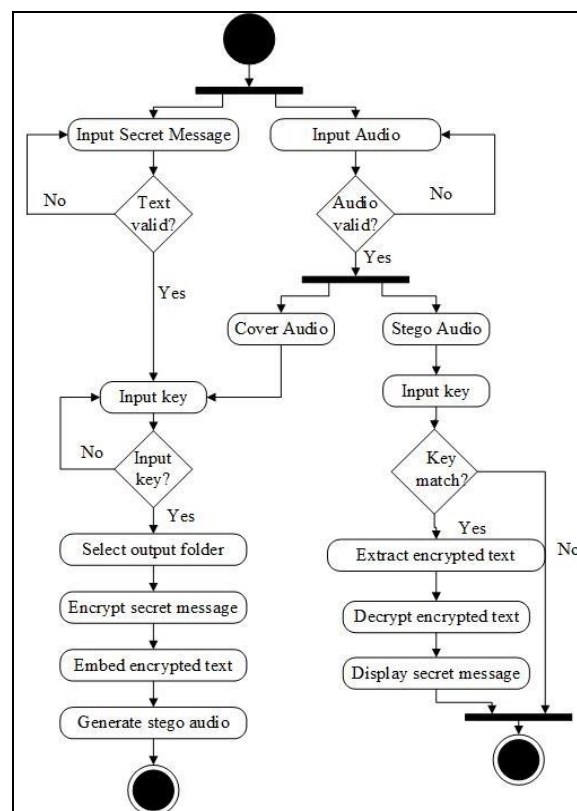 Input Secret Message
Input Audio
No
Text
valid?
Audio
valid?
No
Yes
Yes
Cover Audio
Stego Audio
Input key
Input key
No
Input
key?
Key
match?
Yes
Yes
No
Select output folder
Extract encrypted text
Encrypt secret message
Decrypt encrypted text
Embed encrypted text
Display secret message
Generate stego audio